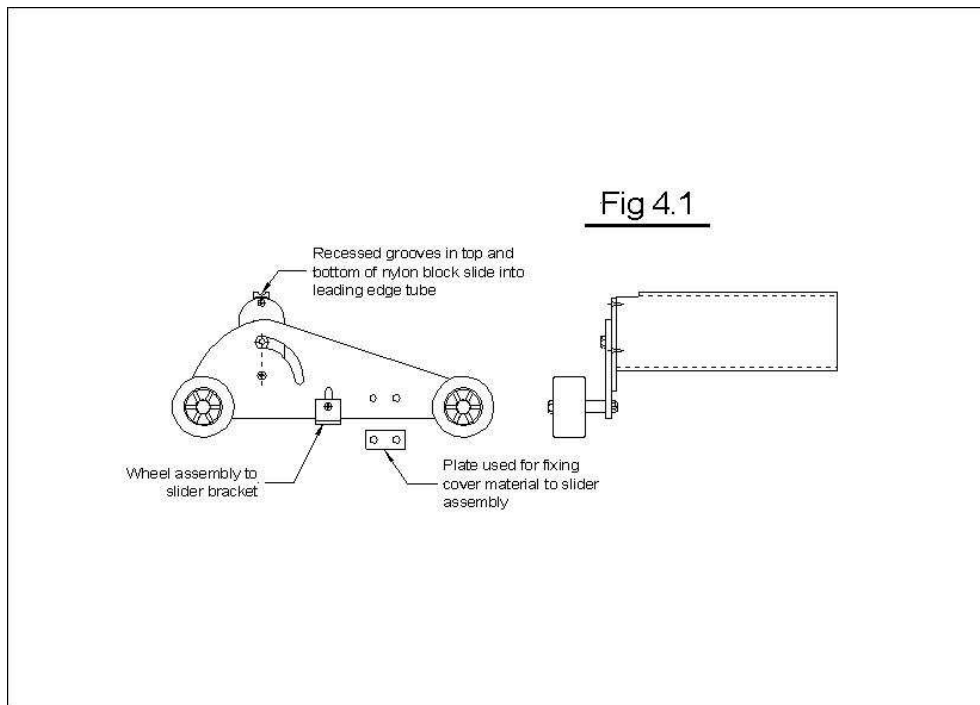 Fig 4.1
Recessed grooves in top and
bottom of nylon block slide into
leading edge tube
Wheel assembly to
slider bracket
Plate used for fixing
cover material to slider
assembly